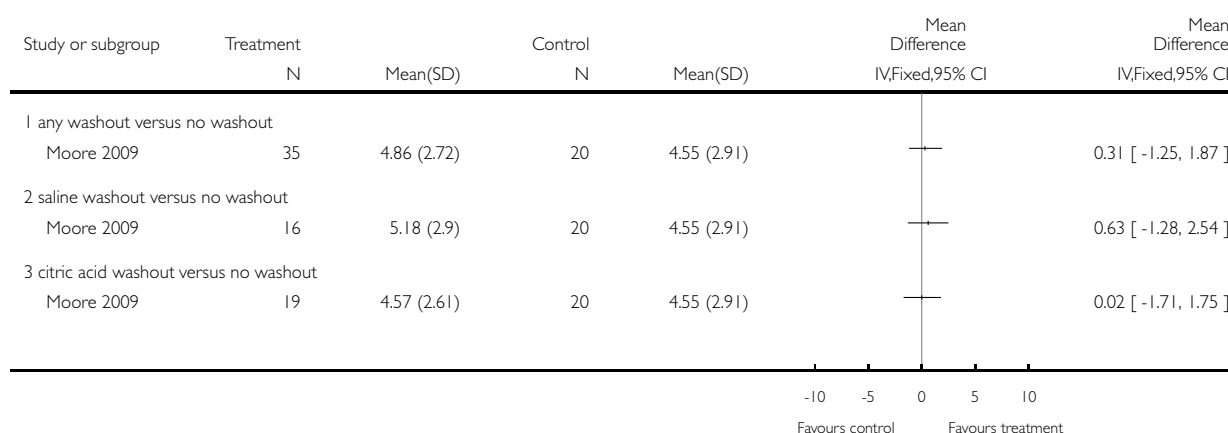 Study or subgroup Treatment Control Mean Difference Mean Difference
N Mean(SD) N Mean(SD) IV,Fixed,95% CI IV,Fixed,95% CI
1 any washout versus no washout
Moore 2009 35 4.86 (2.72) 20 4.55 (2.91) 0.31 [ -1.25, 1.87 ]
2 saline washout versus no washout
Moore 2009 16 5.18 (2.9) 20 4.55 (2.91) 0.63 [ -1.28, 2.54 ]
3 citric acid washout versus no washout
Moore 2009 19 4.57 (2.61) 20 4.55 (2.91) 0.02 [ -1.71, 1.75 ]
-10 -5 0 5 10
Favours control Favours treatment